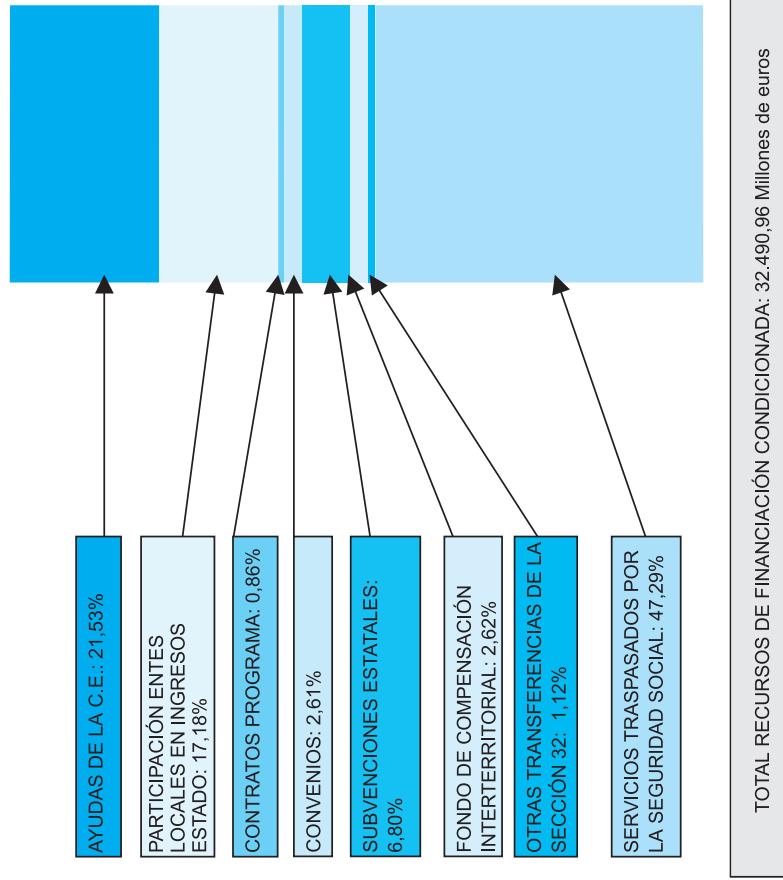 AYUDAS DE LA C.E.: 21,53%
PARTICIPACIÓN ENTES
LOCALES EN INGRESOS
ESTADO: 17,18%
CONTRATOS PROGRAMA: 0,86%
CONVENIOS: 2,61%
SUBVENCIONES ESTATALES:
6,80%
FONDO DE COMPENSACIÓN
INTERTERRITORIAL: 2,62%
OTRAS TRANSFERENCIAS DE LA
SECCIÓN 32: 1,12%
SERVICIOS TRASPASADOS POR
LA SEGURIDAD SOCIAL: 47,29%
TOTAL RECURSOS DE FINANCIACIÓN CONDICIONADA: 32.490,96 Millones de euros